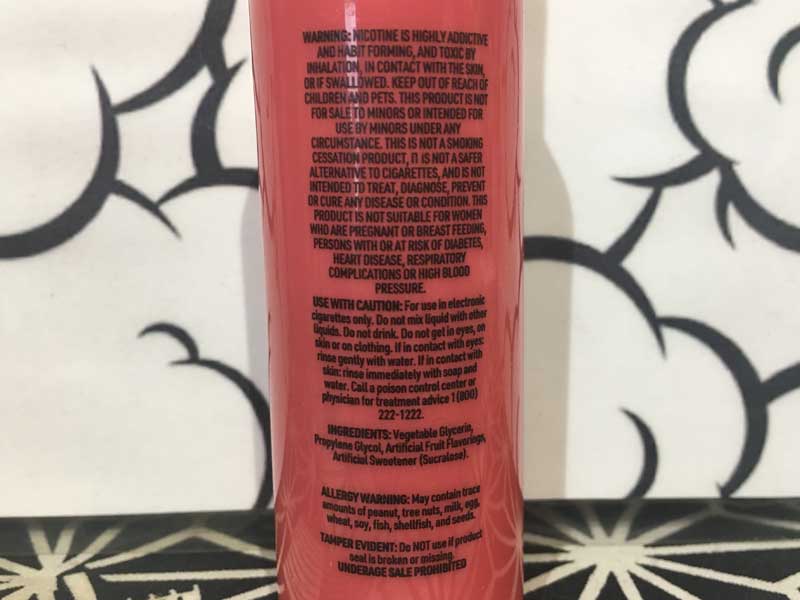 WARNING: NICOTINE IS HIGHLY ADDICTIVE
AND HABIT FORMING, AND TOXIC BY
INHALATION, IN CONTACT WITH THE SKIN,
OR IF SWALLOWED. KEEP OUT OF REACH OF
CHILDREN AND PETS. THIS PRODUCT IS NOT
FOR SALE TO MINORS OR INTENDED FOR
USE BY MINORS UNDER ANY
CIRCUMSTANCE. THIS IS NOT A SMOKING
CESSATION PRODUCT, IT IS NOT A SAFER
ALTERNATIVE TO CIGARETTES, AND IS NOT
INTENDED TO TREAT, DIAGNOSE, PREVENT
OR CURE ANY DISEASE OR CONDITION. THIS
PRODUCT IS NOT SUITABLE FOR WOMEN
WHO ARE PREGNANT OR BREAST FEEDING,
PERSONS WITH OR AT RISK OF DIABETES,
HEART DISEASE, RESPIRATORY
COMPLICATIONS OR HIGH BLOOD
PRESSURE.
USE WITH CAUTION: For use in electronic
cigarettes only. Do not mix liquid with other
liquids. Do not drink. Do not get in eyes, on
skin or on clothing. If in contact with eyes:
rinse gently with water. If in contact with
skin: rinse immediately with soap and
water. Call a poison control center or
physician for treatment advice 1 (800)
222-1222.
INGREDIENTS: Vegetable Glycerin,
Propylene Glycol, Artificial Fruit Flavorings,
Artificial Sweetener (Sucralose).
ALLERGY WARNING: May contain trace
amounts of peanut, tree nuts, milk, egg,
wheat, soy, fish, shellfish, and seeds.
TAMPER EVIDENT: Do NOT use if product
seal is broken or missing.
UNDERAGE SALE PROHIBITED